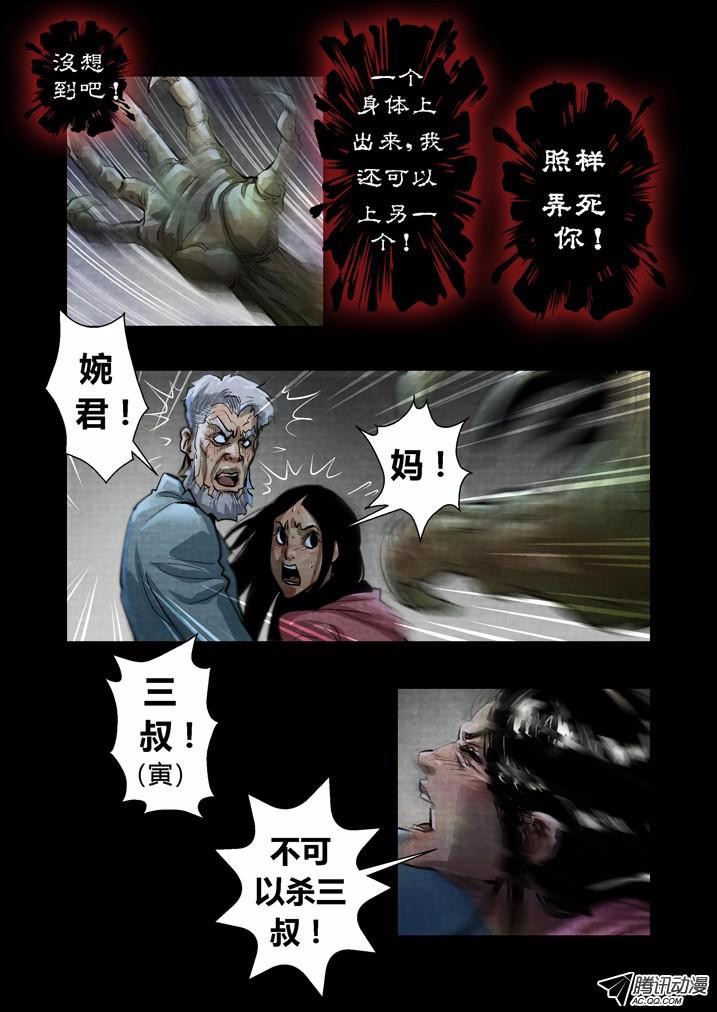 沒想
到吧！
一个
身体上
出来，我
还可以
上另一
个！
照样
弄死
你！
婉
君！
妈！
三
叔！
（寅）
不可
以杀三
叔！
腾讯动漫
AC.QQ.COM